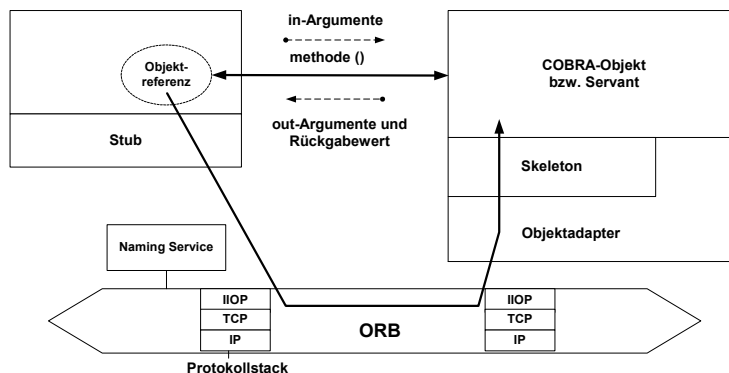 in-Argumente
methode ()
out-Argumente und
Rückgabewert
Objekt-
referenz
Stub
COBRA-Objekt
bzw. Servant
Skeleton
Objektadapter
Naming Service
IIOP
TCP
IP
ORB
IIOP
TCP
IP
Protokollstack